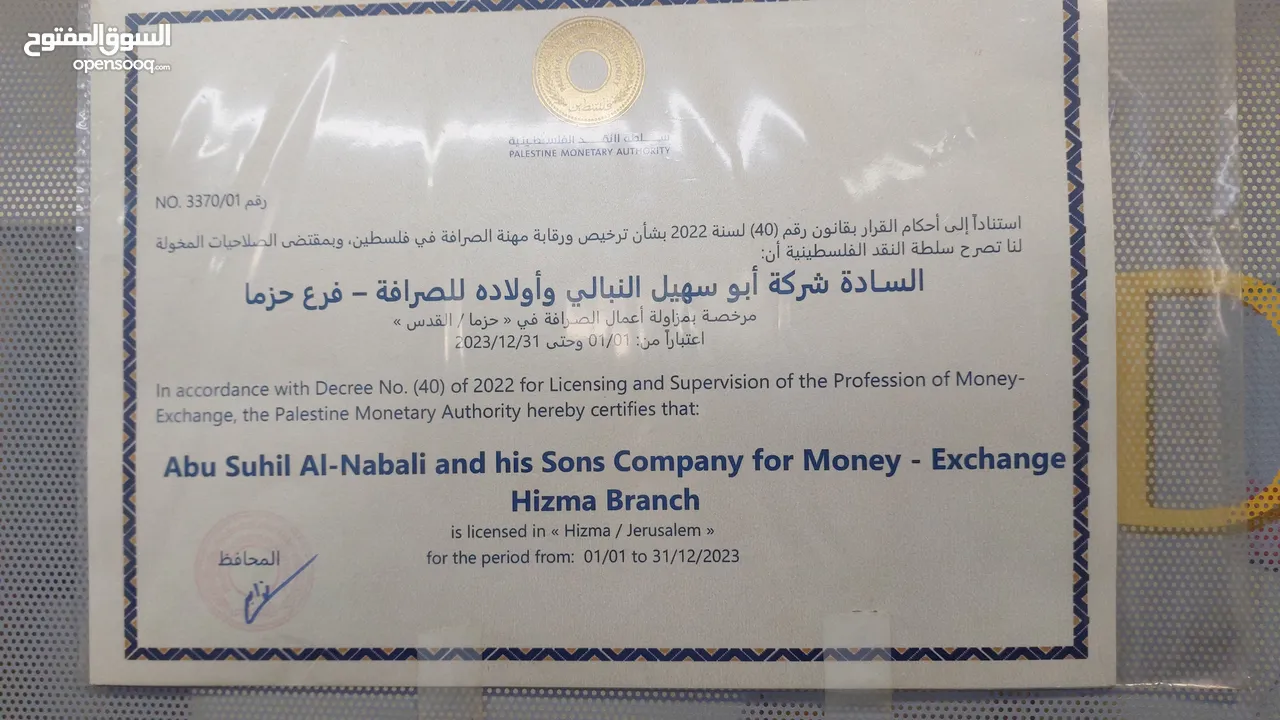 السوق المفتوح
opensooq.com
فلسطين
سلطة النقد الفلسطينية
PALESTINE MONETARY AUTHORITY
رقم NO. 3370/01
استناداً إلى أحكام القرار بقانون رقم (40) لسنة 2022 بشأن ترخيص ورقابة مهنة الصرافة في فلسطين، وبمقتضى الصلاحيات المخولة
لنا تصرح سلطة النقد الفلسطينية أن:
السادة شركة أبو سهيل النبالي وأولاده للصرافة – فرع حزما
مرخصة بمزاولة أعمال الصرافة في « حزما / القدس »
اعتباراً من: 01/01 وحتى 2023/12/31
In accordance with Decree No. (40) of 2022 for Licensing and Supervision of the Profession of Money-
Exchange, the Palestine Monetary Authority hereby certifies that:
Abu Suhil Al-Nabali and his Sons Company for Money - Exchange
Hizma Branch
is licensed in « Hizma / Jerusalem »
for the period from: 01/01 to 31/12/2023
المحافظ